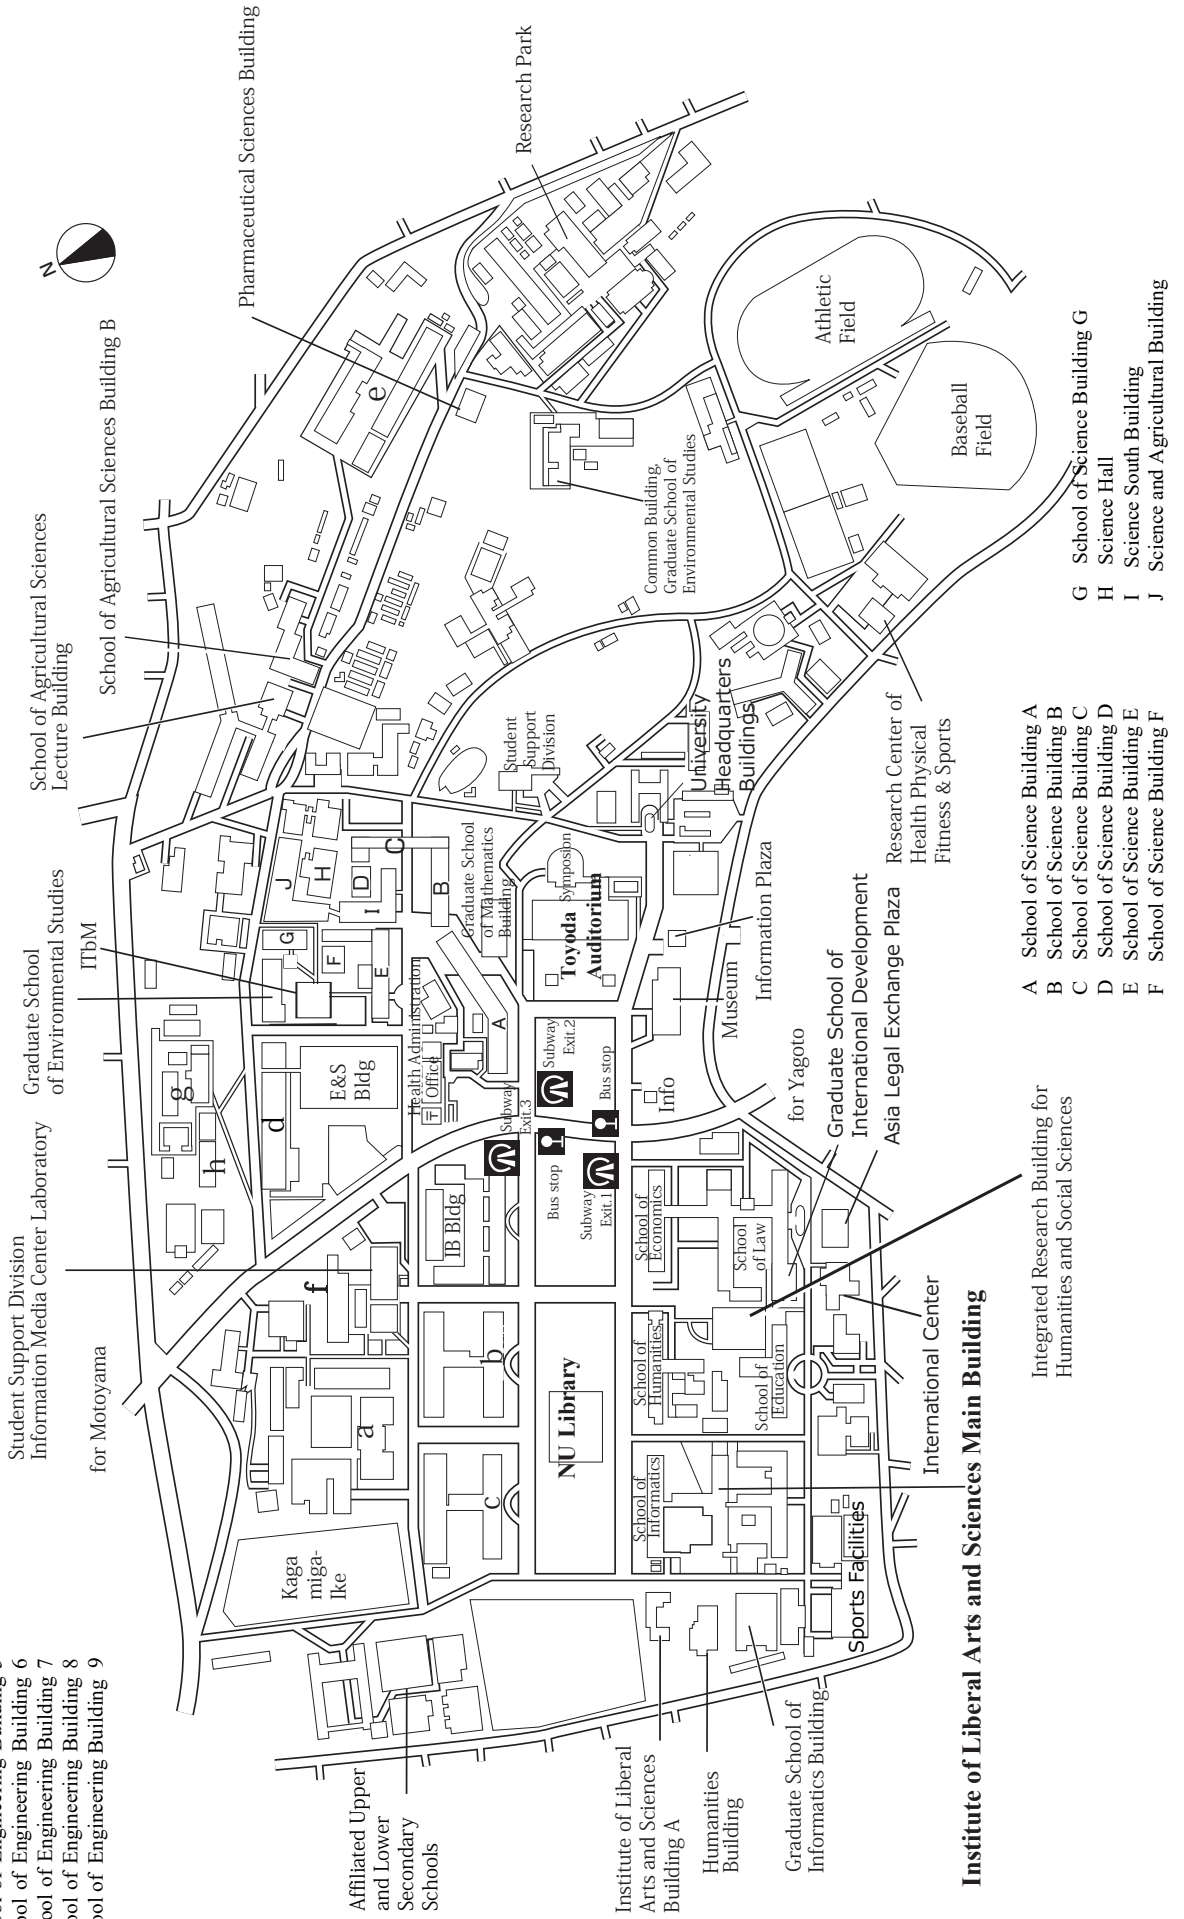 ool of Engineering Building 6
ool of Engineering Building 7
ool of Engineering Building 8
ool of Engineering Building 9
Student Support Division
Information Media Center Laboratory
for Motoyama
Graduate School
of Environmental Studies
ITbM
School of Agricultural Sciences
Lecture Building
School of Agricultural Sciences Building B
Pharmaceutical Sciences Building
Research Park
N
Kaga
miga-
Ike
a
b
c
d
e
f
g
h
E&S
Bldg
IB Bldg
A
B
C
D
E
F
G
H
I
J
Health Administration
Office
Graduate School
of Mathematics
Building
Student
Support
Division
Symposion
Toyoda
Auditorium
Common Building,
Graduate School of
Environmental Studies
Athletic
Field
Baseball
Field
University
Headquarters
Buildings
Research Center of
Health Physical
Fitness & Sports
Information Plaza
Museum
Info
Subway
Exit.3
Subway
Exit.2
Bus stop
Bus stop
Subway
Exit.1
NU Library
for Yagoto
School of
Economics
School
of Law
School of
Humanities
School of
Education
School of
Informatics
Graduate School of
International Development
Asia Legal Exchange Plaza
Integrated Research Building for
Humanities and Social Sciences
International Center
Institute of Liberal Arts and Sciences Main Building
Sports Facilities
Affiliated Upper
and Lower
Secondary
Schools
Institute of Liberal
Arts and Sciences
Building A
Humanities
Building
Graduate School of
Informatics Building
A School of Science Building A
B School of Science Building B
C School of Science Building C
D School of Science Building D
E School of Science Building E
F School of Science Building F
G School of Science Building G
H Science Hall
I Science South Building
J Science and Agricultural Building